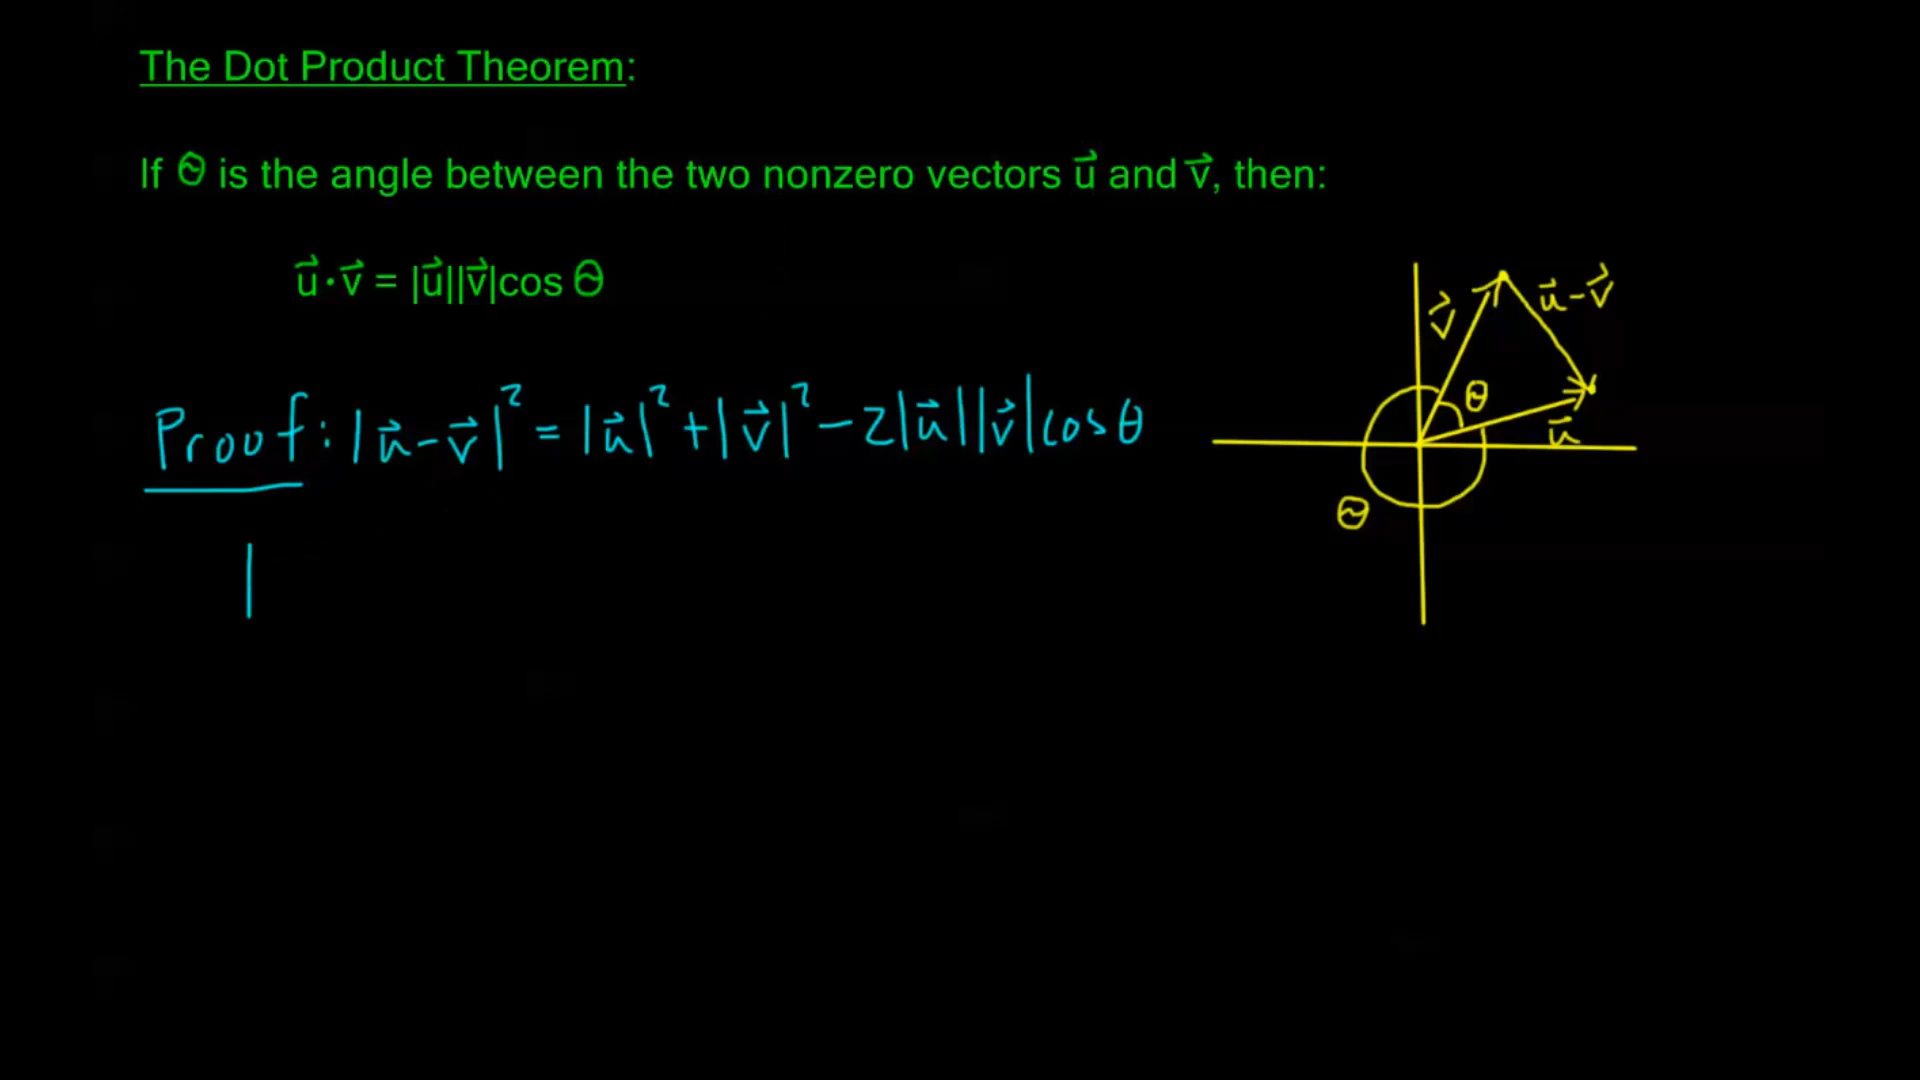 The Dot Product Theorem:
If θ is the angle between the two nonzero vectors u⃗ and v⃗, then:
u⃗·v⃗ = |u⃗||v⃗|cos θ
Proof: |u⃗-v⃗|² = |u⃗|²+|v⃗|²-2|u⃗||v⃗|cosθ
|
v⃗
u⃗-v⃗
θ
u⃗
θ